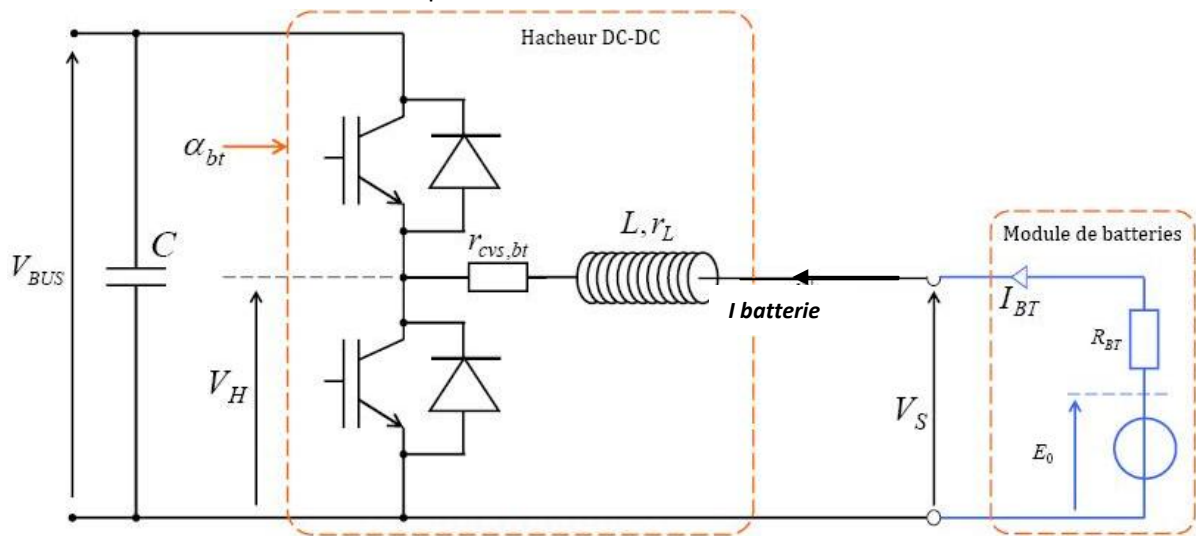 Hacheur DC-DC
α_bt
C
V_BUS
r_cvs,bt
L, r_L
Module de batteries
I batterie
I_BT
R_BT
V_H
V_S
E_0